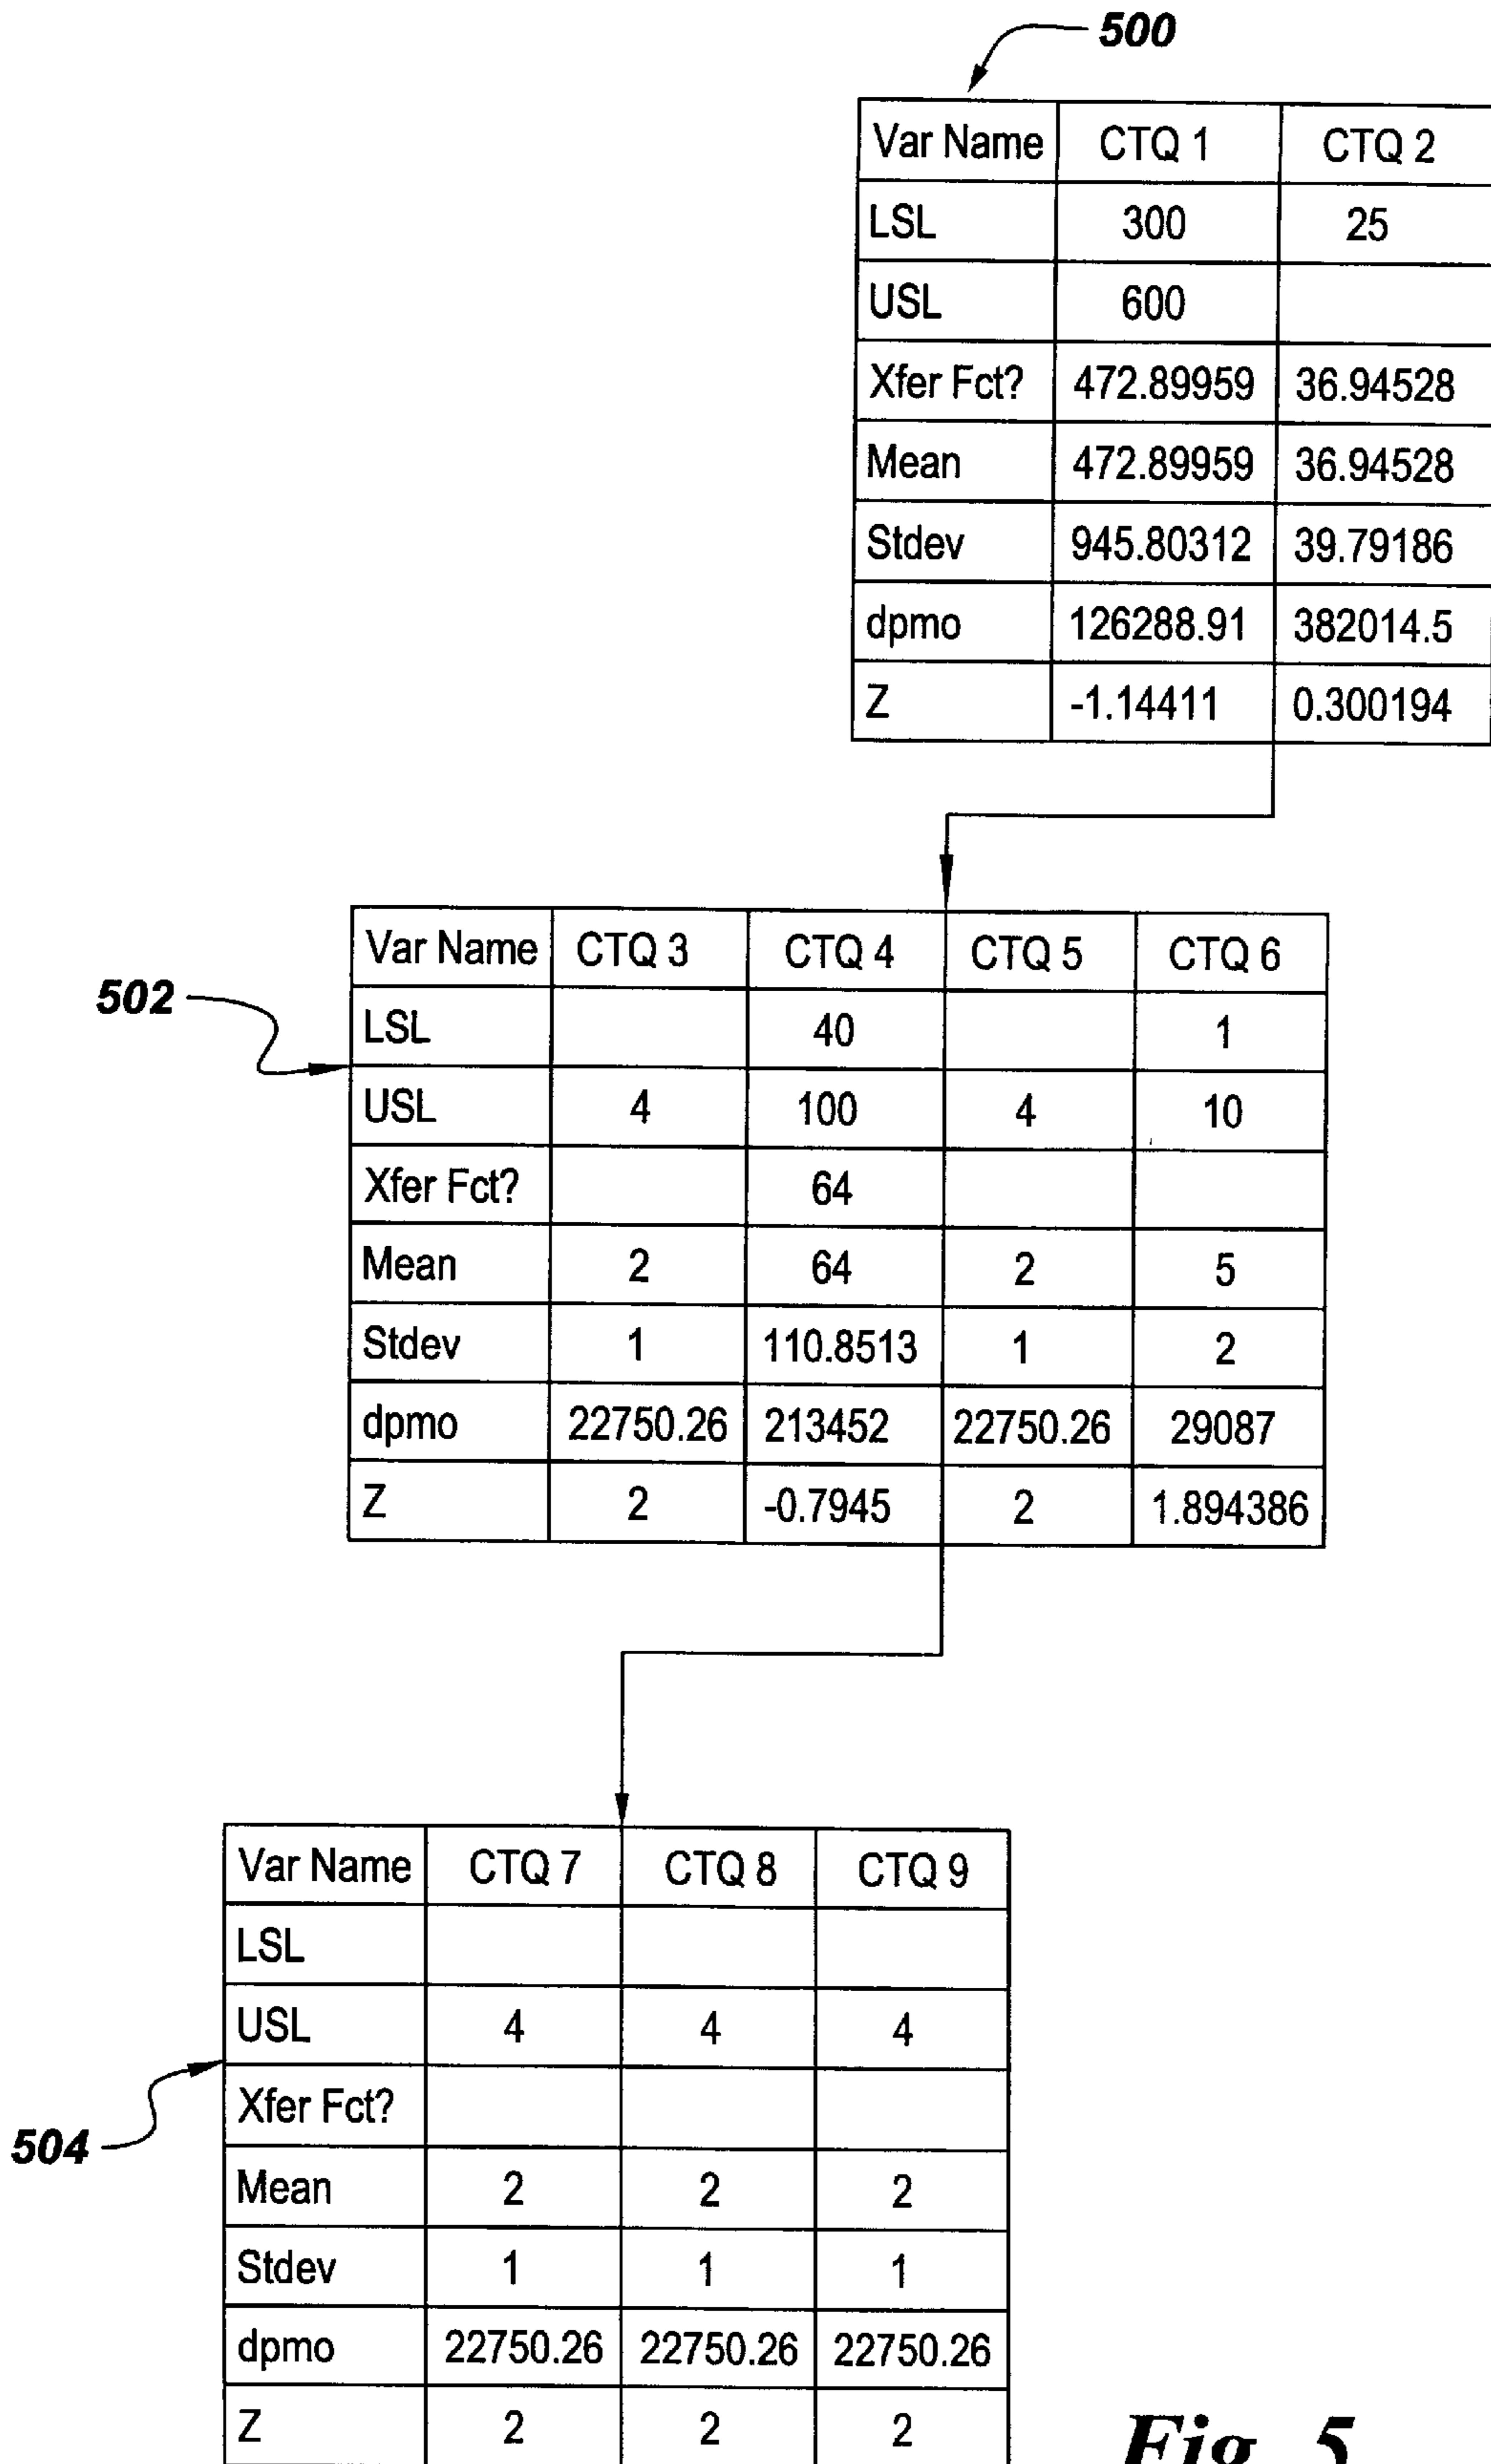 500
Var Name CTQ 1 CTQ 2
LSL 300 25
USL 600
Xfer Fct? 472.89959 36.94528
Mean 472.89959 36.94528
Stdev 945.80312 39.79186
dpmo 126288.91 382014.5
Z -1.14411 0.300194
502
Var Name CTQ 3 CTQ 4 CTQ 5 CTQ 6
LSL 40 1
USL 4 100 4 10
Xfer Fct? 64
Mean 2 64 2 5
Stdev 1 110.8513 1 2
dpmo 22750.26 213452 22750.26 29087
Z 2 -0.7945 2 1.894386
504
Var Name CTQ 7 CTQ 8 CTQ 9
LSL
USL 4 4 4
Xfer Fct?
Mean 2 2 2
Stdev 1 1 1
dpmo 22750.26 22750.26 22750.26
Z 2 2 2
Fig. 5